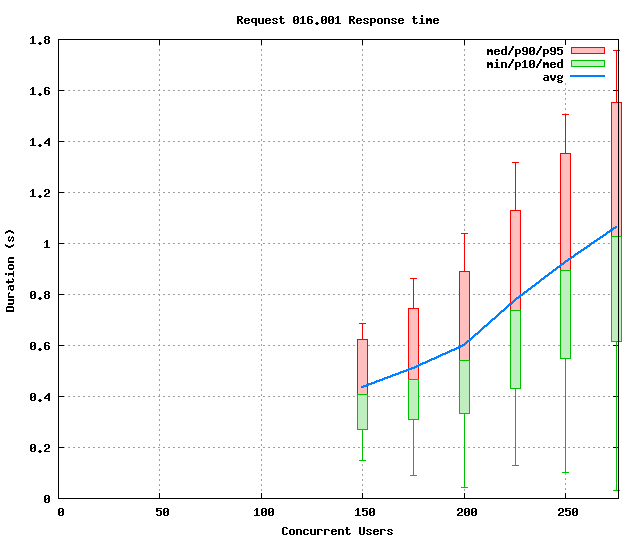 Request 016.001 Response time
med/p90/p95
min/p10/med
avg
1.8
1.6
1.4
1.2
1
0.8
0.6
0.4
0.2
0
Duration (s)
0 50 100 150 200 250
Concurrent Users